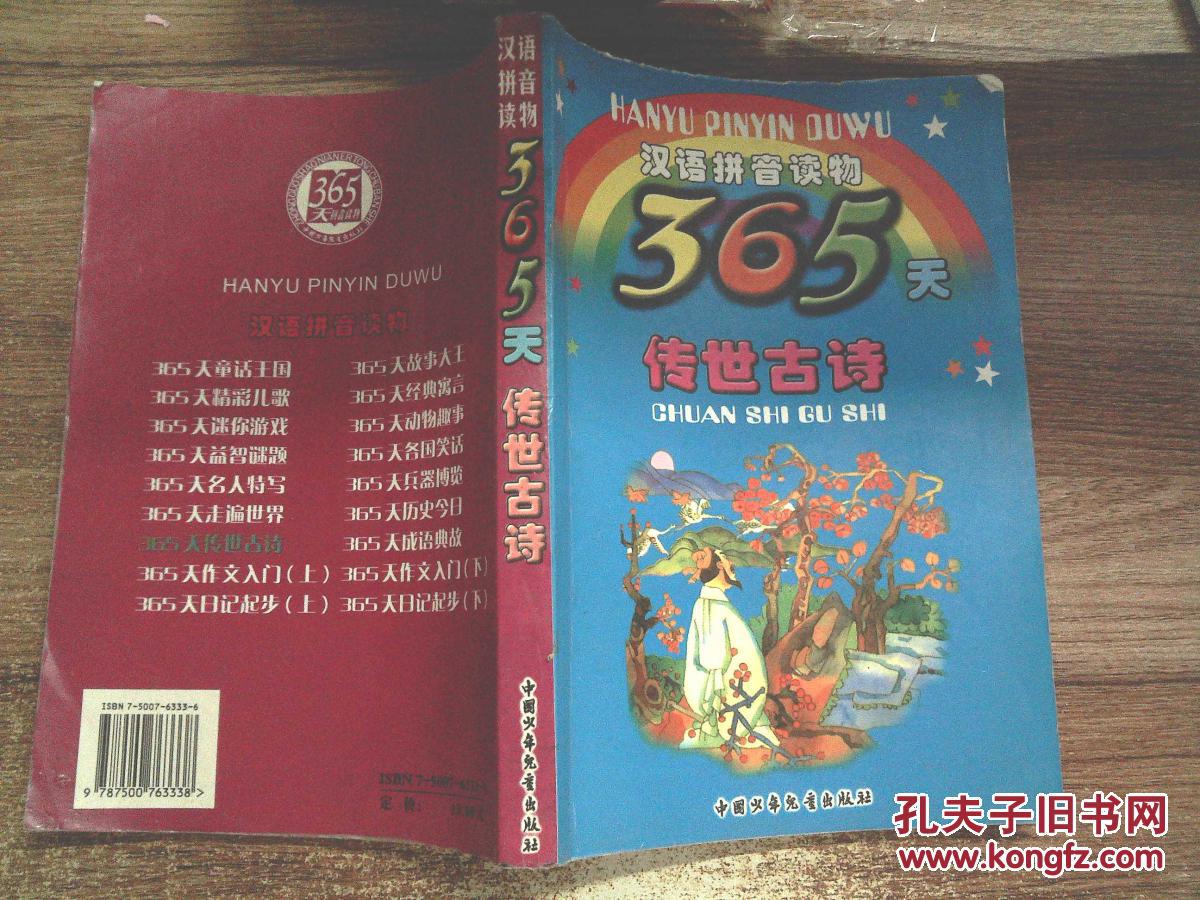 365
天拼音读物
HANYU PINYIN DUWU
汉语拼音读物
365天童话王国
365天故事大王
365天精彩儿歌
365天经典寓言
365天迷你游戏
365天动物趣事
365天益智谜题
365天各国笑话
365天名人特写
365天兵器博览
365天走遍世界
365天历史今日
365天传世古诗
365天成语典故
365天作文入门(上)
365天作文入门(下)
365天日记起步(上)
365天日记起步(下)
ISBN 7-5007-6333-6
9 787500 763338 >
定 价:
汉语
拼音
读物
365天
传世古诗
中国少年儿童出版社
HANYU PINYIN DUWU
汉语拼音读物
365天
传世古诗
CHUAN SHI GU SHI
中国少年儿童出版社
孔夫子旧书网
www.kongfz.com